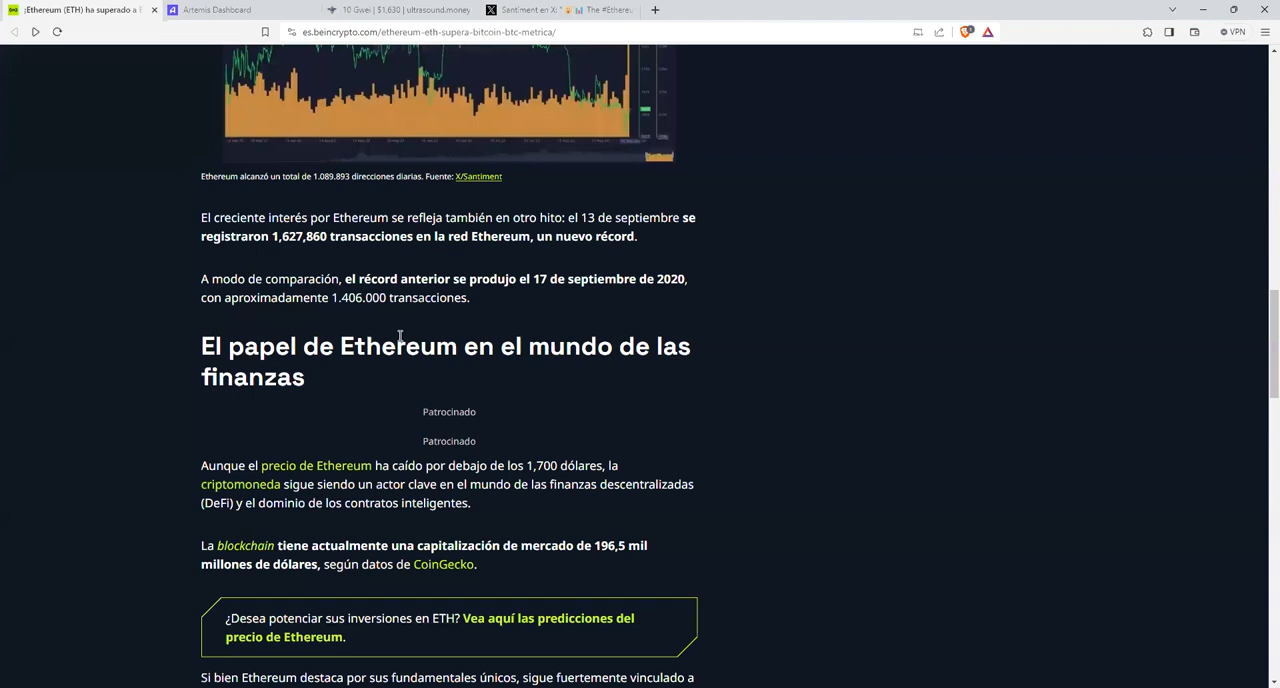 ¡Ethereum (ETH) ha superado a
Artemis Dashboard
10 Gwei | $1,630 | ultrasound.money
Santiment en X: "
The #Ethereu
es.beincrypto.com/ethereum-eth-supera-bitcoin-btc-metrica/
1
VPN
Ethereum alcanzó un total de 1.089.893 direcciones diarias. Fuente: X/Santiment
El creciente interés por Ethereum se refleja también en otro hito: el 13 de septiembre se
registraron 1,627,860 transacciones en la red Ethereum, un nuevo récord.
A modo de comparación, el récord anterior se produjo el 17 de septiembre de 2020,
con aproximadamente 1.406.000 transacciones.
El papel de Ethereum en el mundo de las
finanzas
Patrocinado
Patrocinado
Aunque el precio de Ethereum ha caído por debajo de los 1,700 dólares, la
criptomoneda sigue siendo un actor clave en el mundo de las finanzas descentralizadas
(DeFi) y el dominio de los contratos inteligentes.
La blockchain tiene actualmente una capitalización de mercado de 196,5 mil
millones de dólares, según datos de CoinGecko.
¿Desea potenciar sus inversiones en ETH? Vea aquí las predicciones del
precio de Ethereum.
Si bien Ethereum destaca por sus fundamentales únicos, sigue fuertemente vinculado a